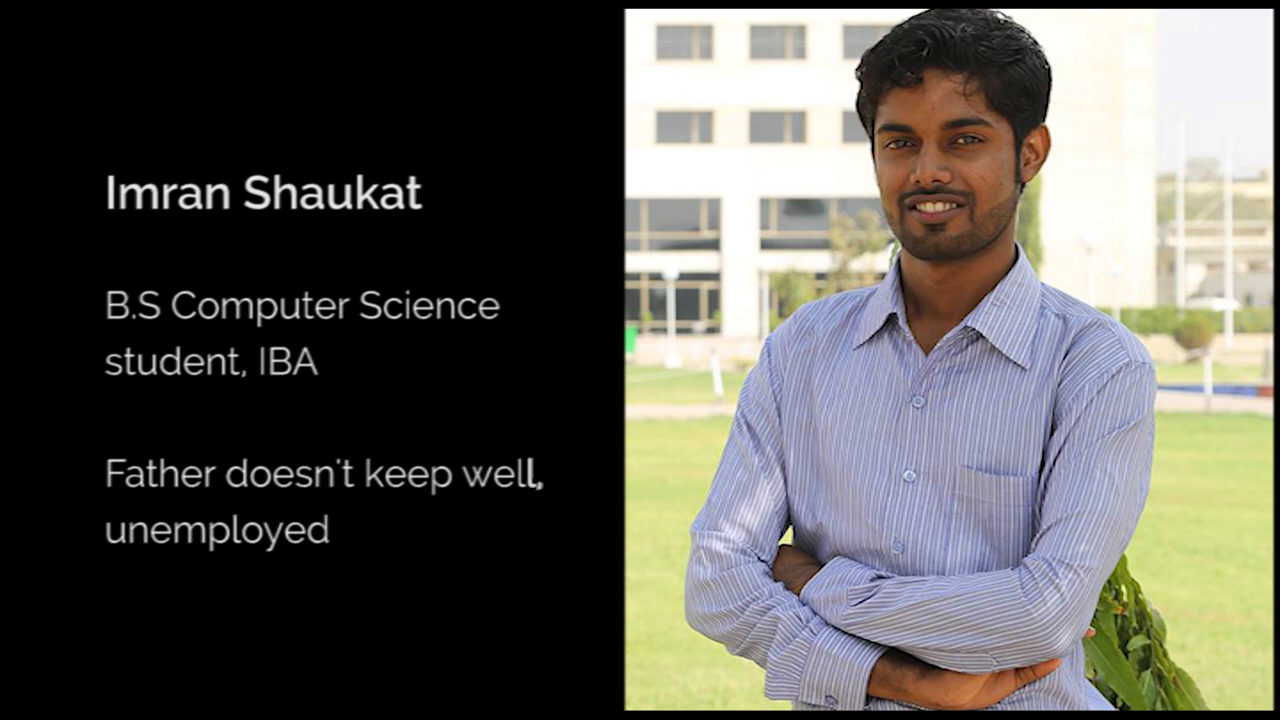 Imran Shaukat
B.S Computer Science
student, IBA
Father doesn't keep well,
unemployed